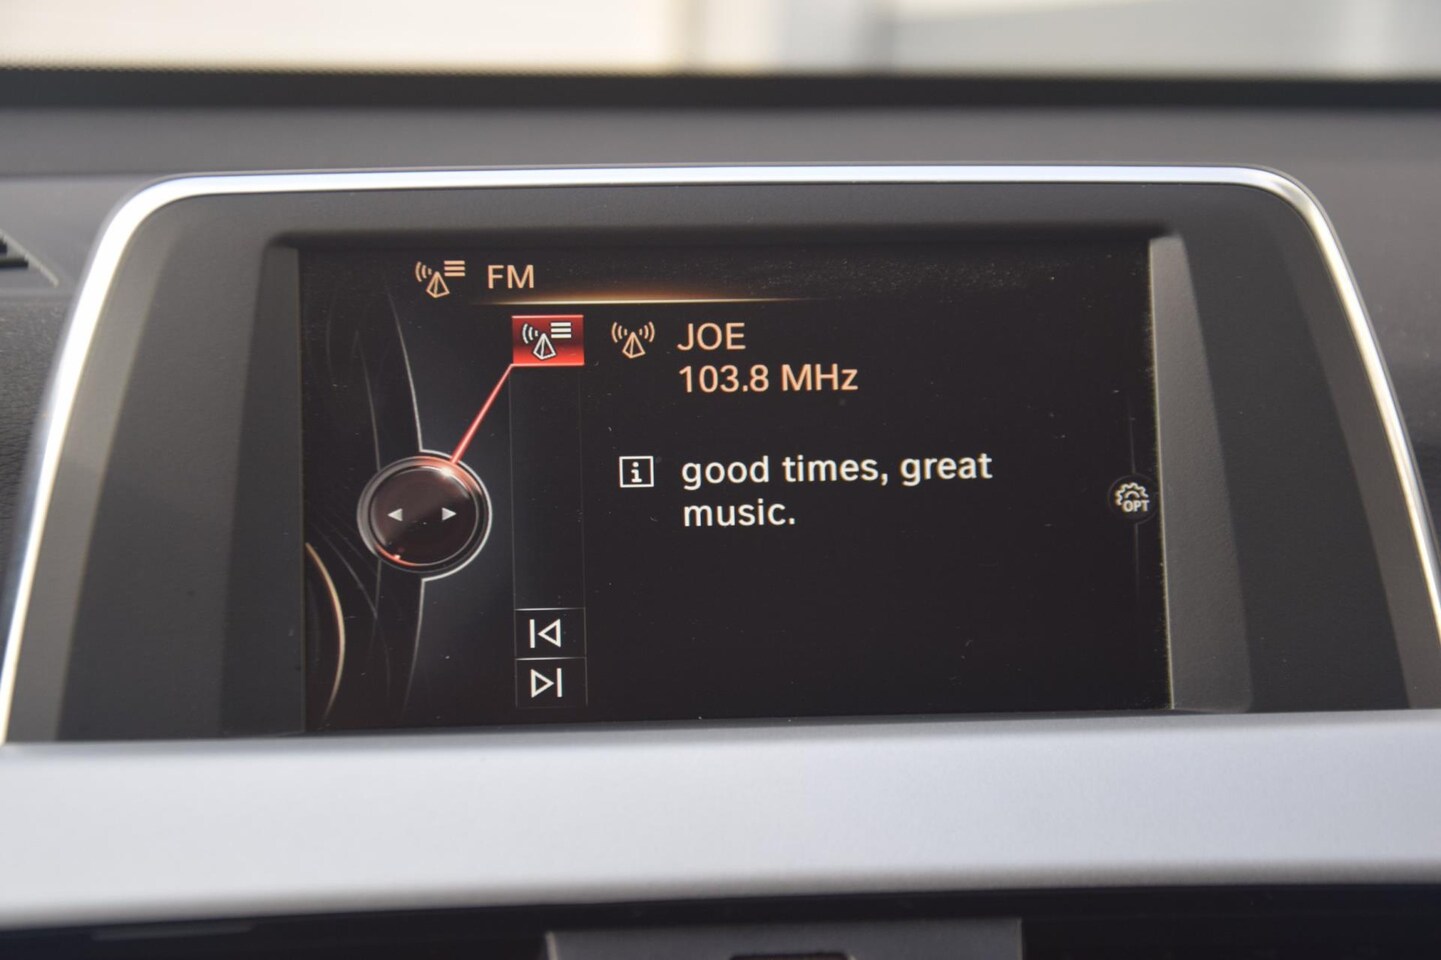 FM
JOE
103.8 MHz
i good times, great
music.
OPT